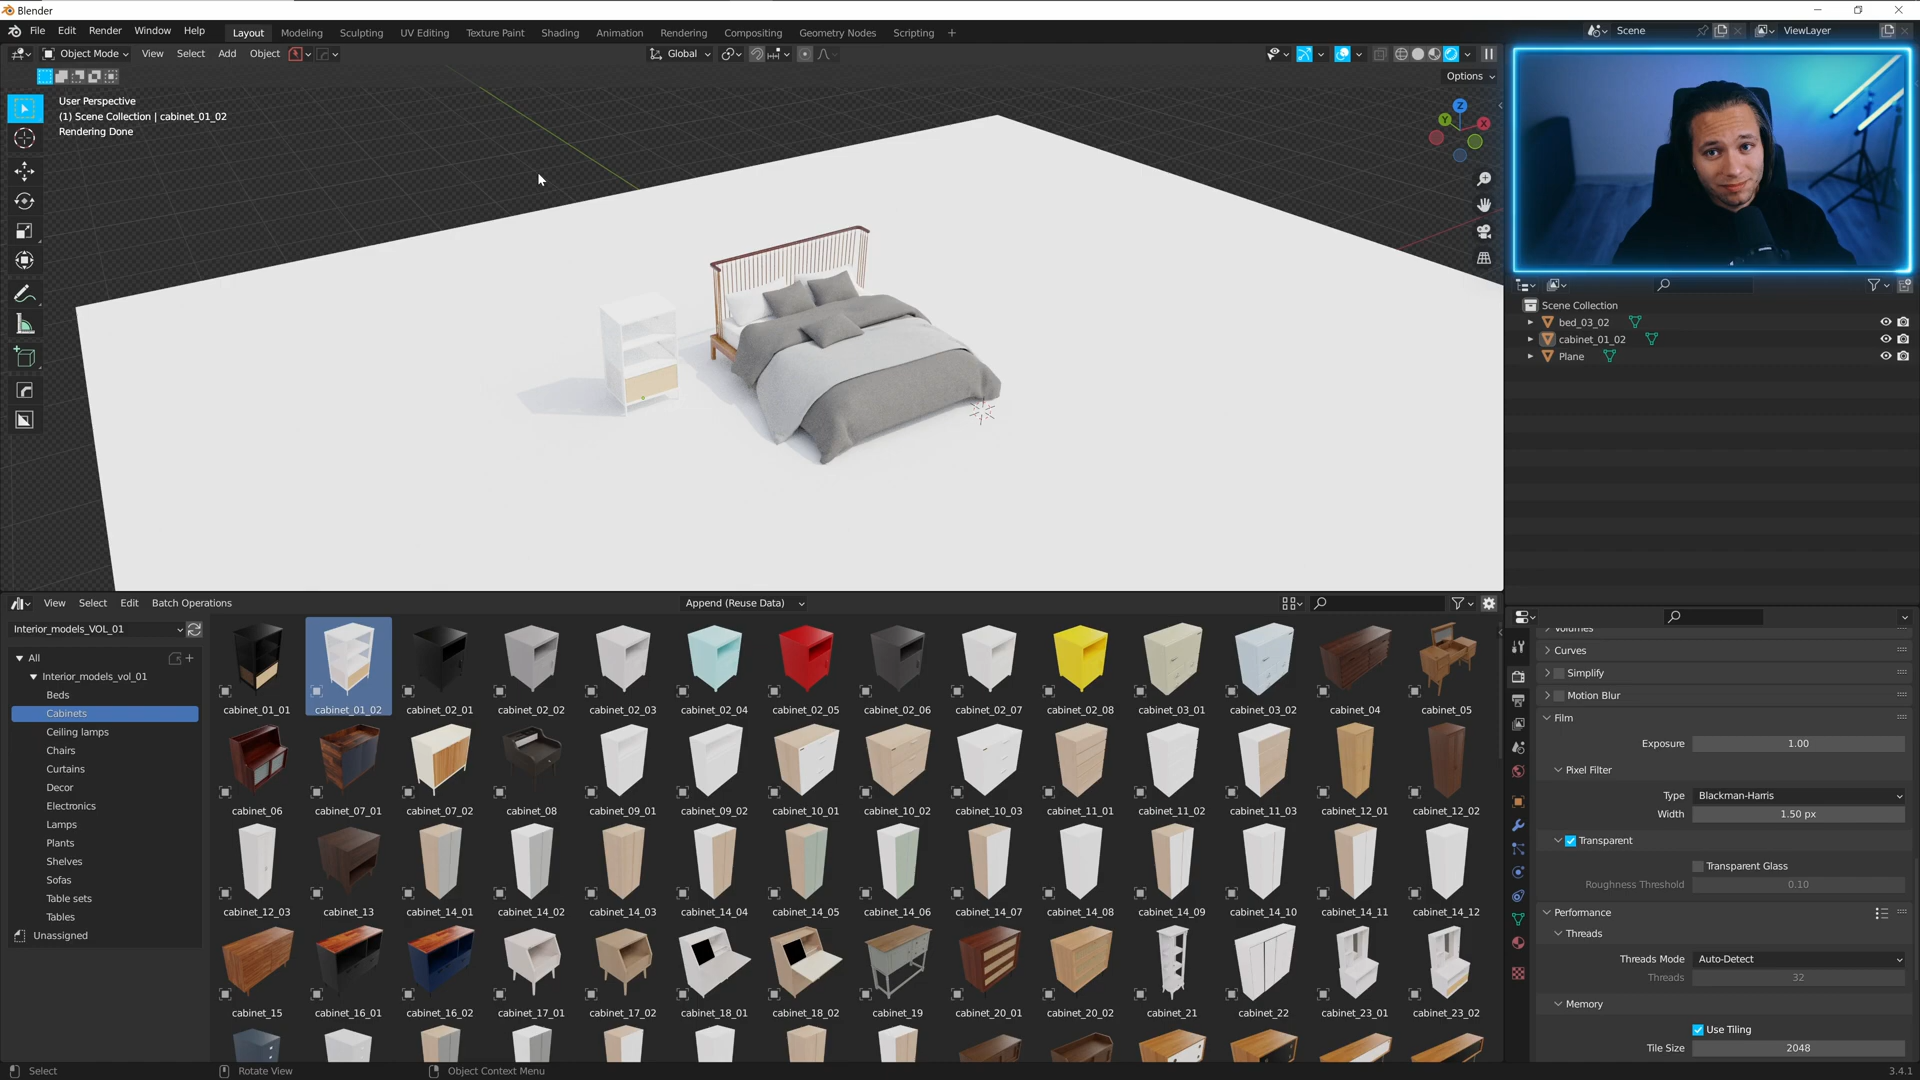 Blender
File Edit Render Window Help Layout Modeling Sculpting UV Editing Texture Paint Shading Animation Rendering Compositing Geometry Nodes Scripting + Scene ViewLayer
Object Mode View Select Add Object Global
Options
User Perspective
(1) Scene Collection | cabinet_01_02
Rendering Done
Z
Y
X
Scene Collection
bed_03_02
cabinet_01_02
Plane
View Select Edit Batch Operations Append (Reuse Data)
Interior_models_VOL_01
All
Interior_models_vol_01
Beds
Cabinets
Ceiling lamps
Chairs
Curtains
Decor
Electronics
Lamps
Plants
Shelves
Sofas
Table sets
Tables
Unassigned
cabinet_01_01 cabinet_01_02 cabinet_02_01 cabinet_02_02 cabinet_02_03 cabinet_02_04 cabinet_02_05 cabinet_02_06 cabinet_02_07 cabinet_02_08 cabinet_03_01 cabinet_03_02 cabinet_04 cabinet_05
cabinet_06 cabinet_07_01 cabinet_07_02 cabinet_08 cabinet_09_01 cabinet_09_02 cabinet_10_01 cabinet_10_02 cabinet_10_03 cabinet_11_01 cabinet_11_02 cabinet_11_03 cabinet_12_01 cabinet_12_02
cabinet_12_03 cabinet_13 cabinet_14_01 cabinet_14_02 cabinet_14_03 cabinet_14_04 cabinet_14_05 cabinet_14_06 cabinet_14_07 cabinet_14_08 cabinet_14_09 cabinet_14_10 cabinet_14_11 cabinet_14_12
cabinet_15 cabinet_16_01 cabinet_16_02 cabinet_17_01 cabinet_17_02 cabinet_18_01 cabinet_18_02 cabinet_19 cabinet_20_01 cabinet_20_02 cabinet_21 cabinet_22 cabinet_23_01 cabinet_23_02
Volumes
Curves
Simplify
Motion Blur
Film
Exposure 1.00
Pixel Filter
Type Blackman-Harris
Width 1.50 px
Transparent
Transparent Glass
Roughness Threshold 0.10
Performance
Threads
Threads Mode Auto-Detect
Threads 32
Memory
Use Tiling
Tile Size 2048
Select Rotate View Object Context Menu 3.4.1